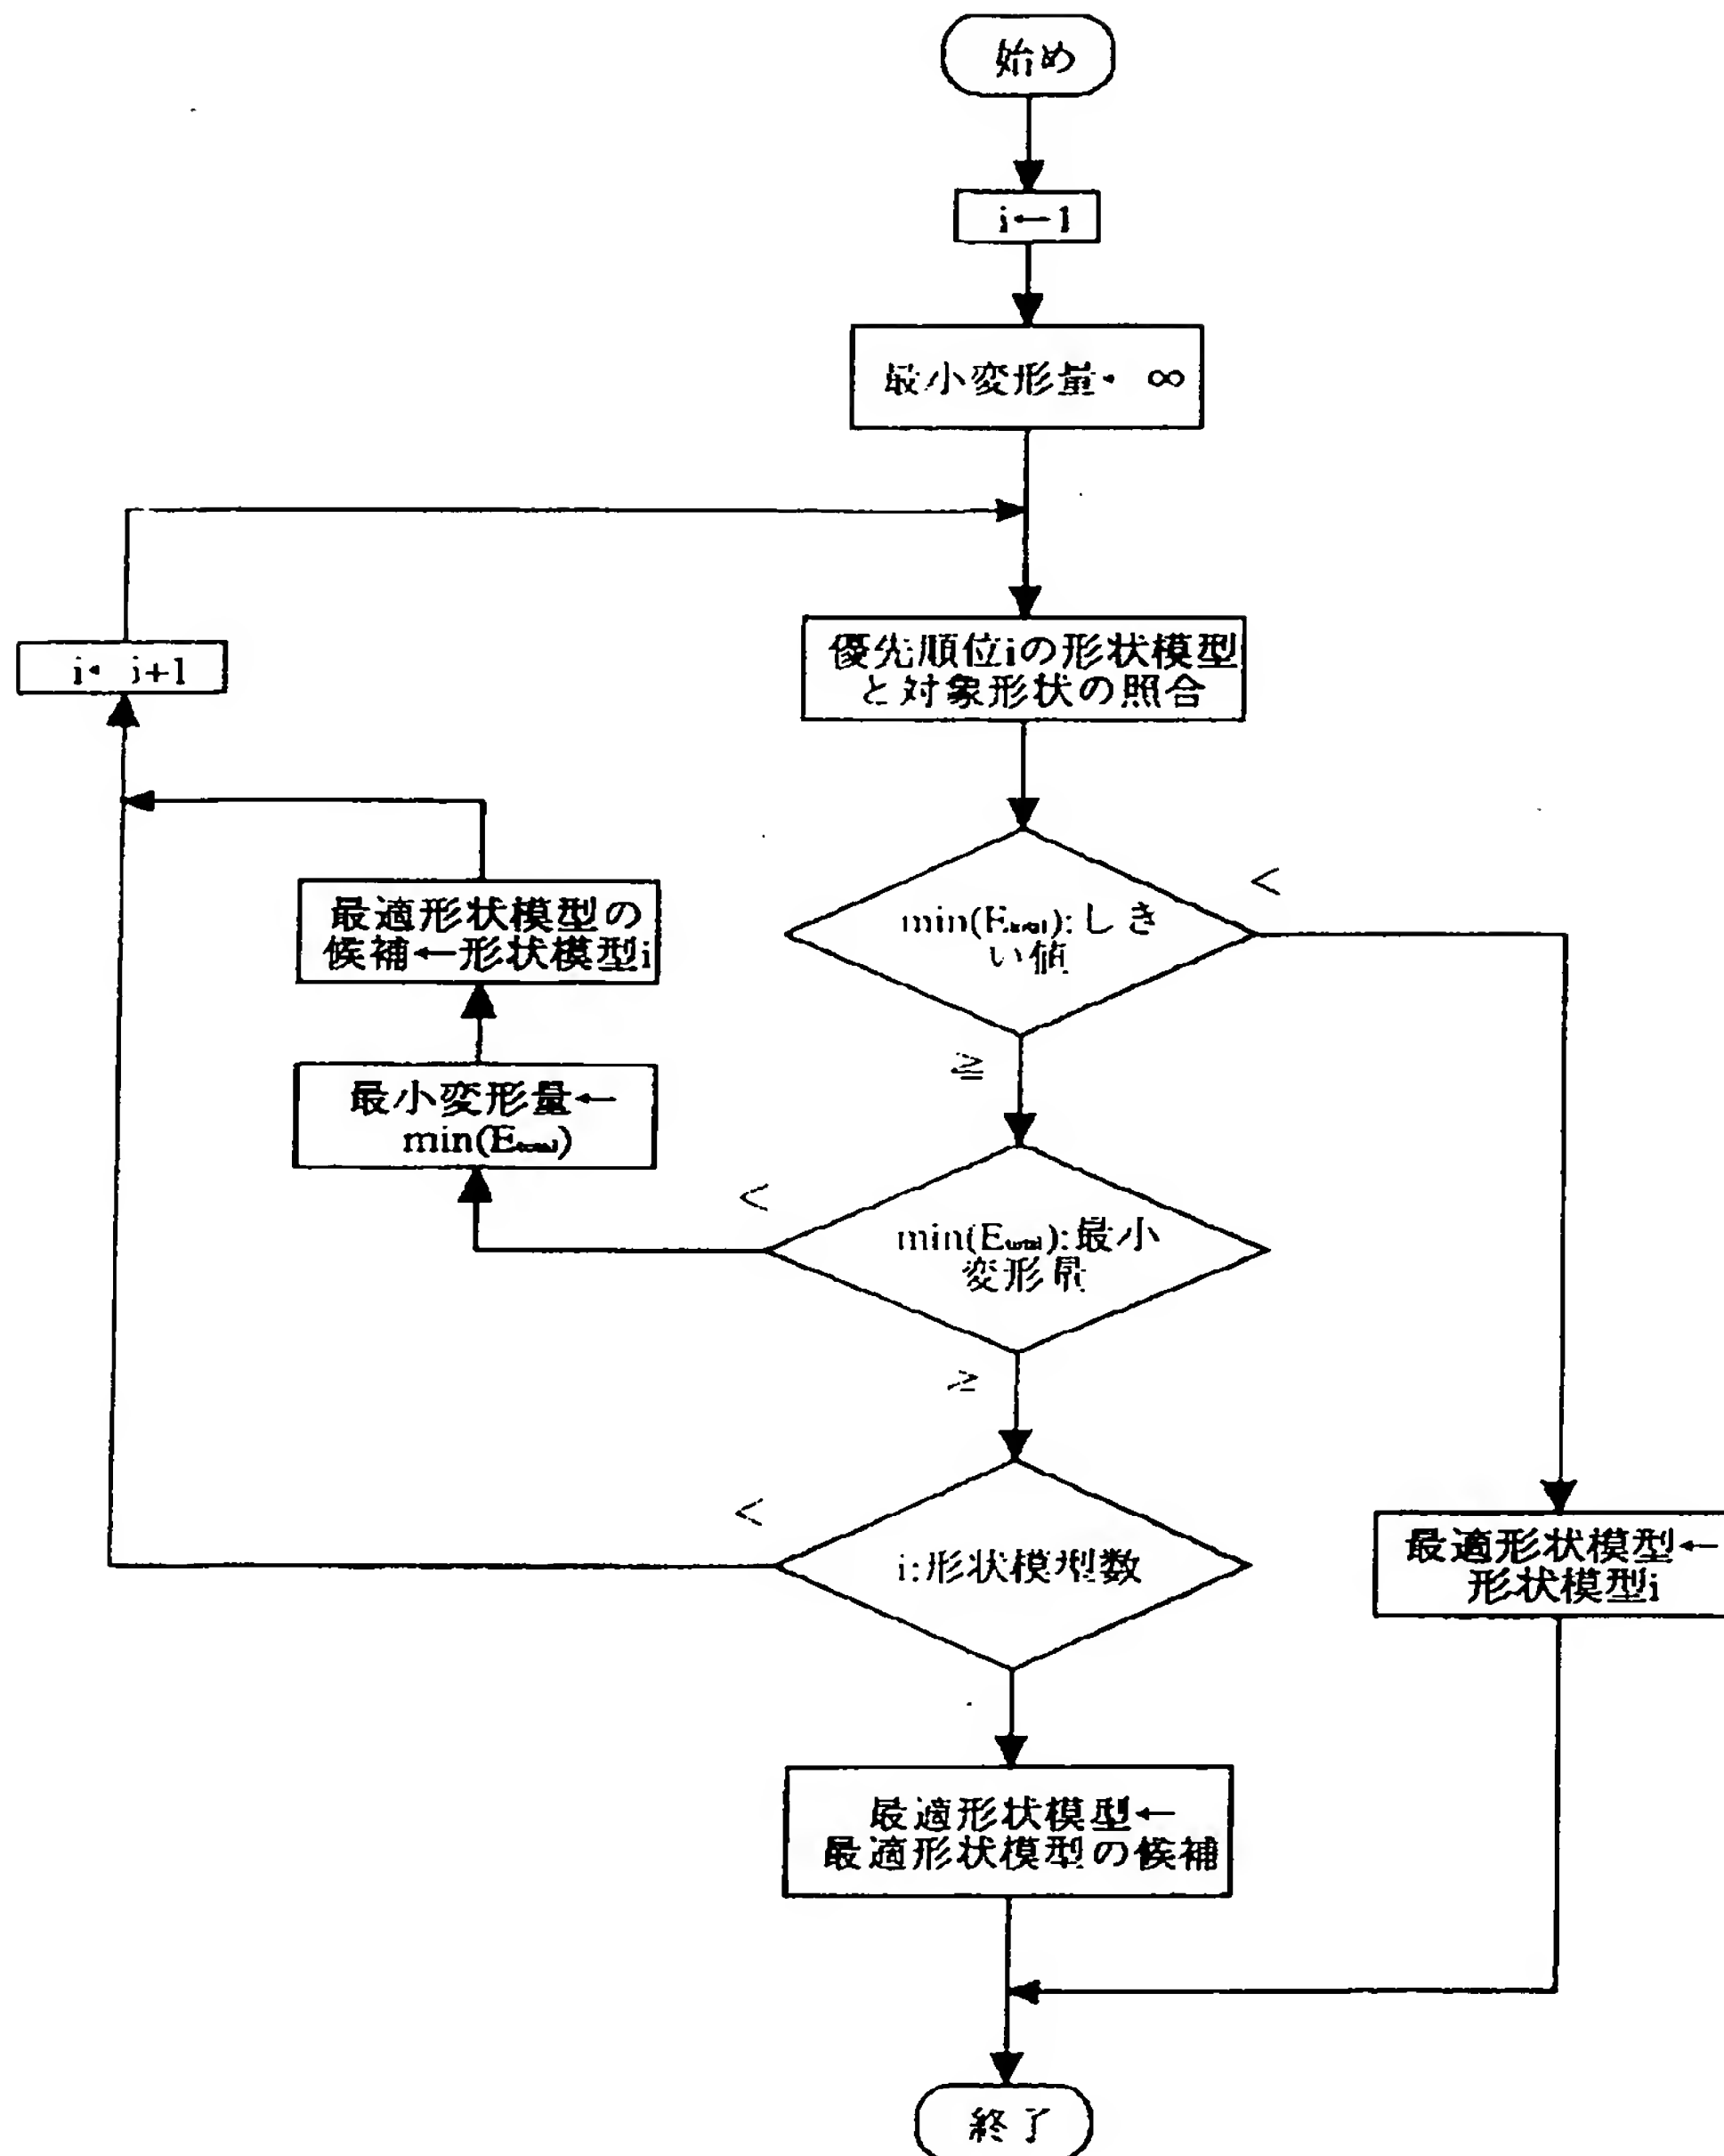 始め
i←1
最小変形量← ∞
優先順位iの形状模型
と対象形状の照合
i← i+1
<
min(Etotal):しき
い値
最適形状模型の
候補←形状模型i
≧
最小変形量←
min(Etotal)
<
min(Etotal):最小
変形量
≥
<
i:形状模型数
最適形状模型←
形状模型i
最適形状模型←
最適形状模型の候補
終了